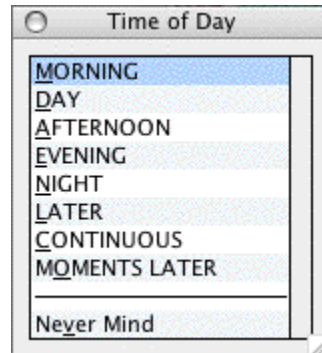 Time of Day
MORNING
DAY
AFTERNOON
EVENING
NIGHT
LATER
CONTINUOUS
MOMENTS LATER
Never Mind